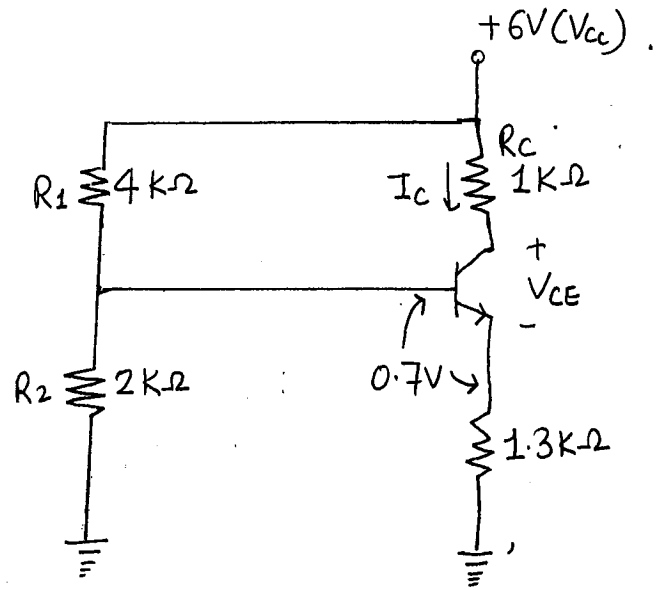 +6V(Vcc).
Rc
R1 4KΩ
Ic ↓ 1KΩ
+
VCE
-
0.7V
R2 2KΩ
1.3KΩ